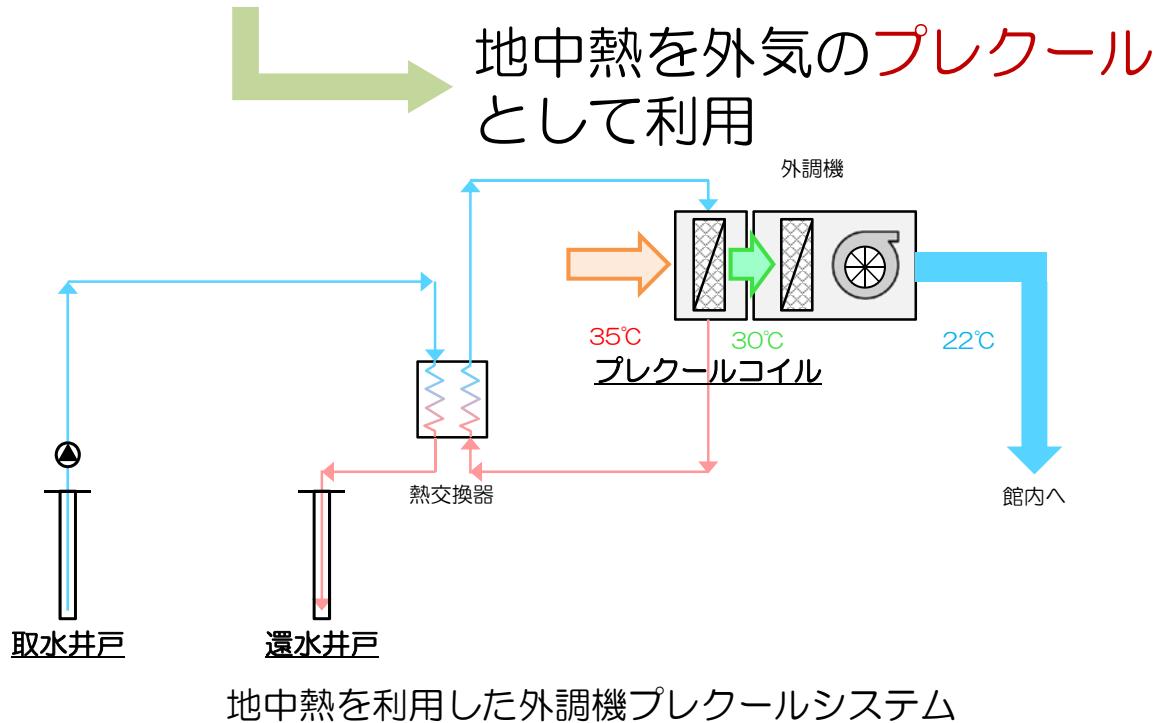 地中熱を外気のプレクール
として利用
外調機
35℃
30℃
22℃
プレクールコイル
熱交換器
館内へ
取水井戸
還水井戸
地中熱を利用した外調機プレクールシステム